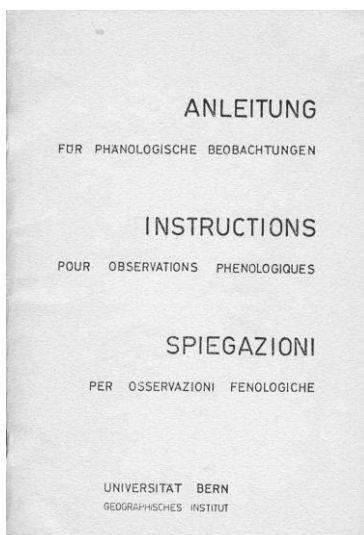 ANLEITUNG
FÜR PHÄNOLOGISCHE BEOBACHTUNGEN
INSTRUCTIONS
POUR OBSERVATIONS PHENOLOGIQUES
SPIEGAZIONI
PER OSSERVAZIONI FENOLOGICHE
UNIVERSITÄT BERN
GEOGRAPHISCHES INSTITUT